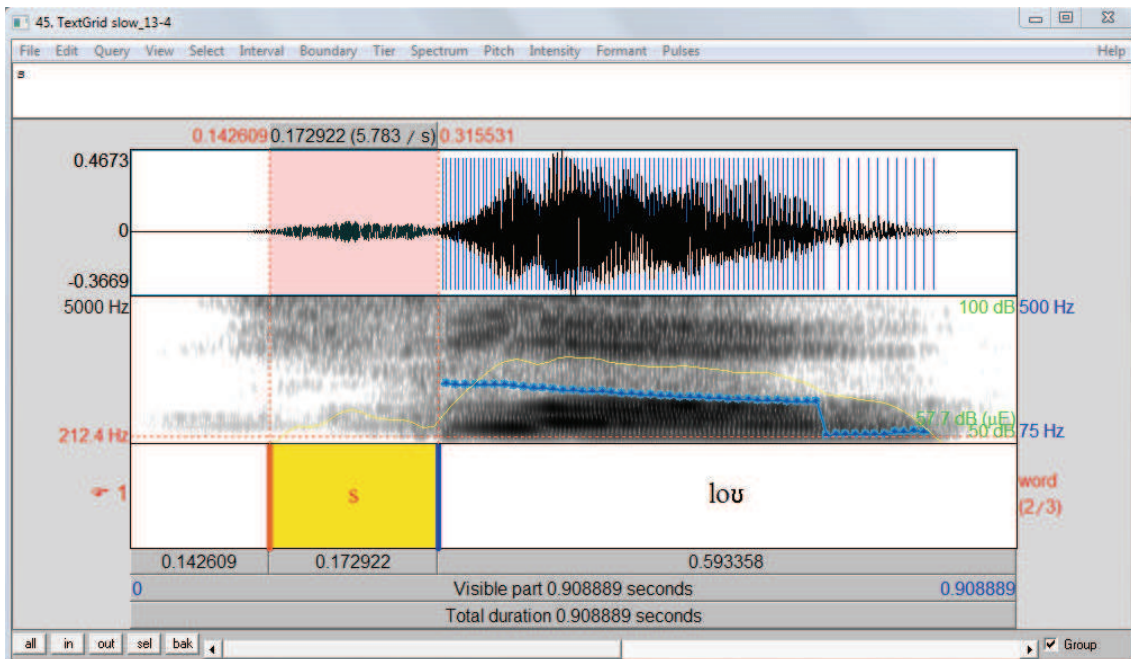 45. TextGrid slow_13-4
File Edit Query View Select Interval Boundary Tier Spectrum Pitch Intensity Formant Pulses Help
s
0.142609 0.172922 (5.783 / s) 0.315531
0.4673
0
-0.3669
5000 Hz 100 dB 500 Hz
57.7 dB (µE)
212.4 Hz 50 dB 75 Hz
☞ 1 s loʊ word
(2/3)
0.142609 0.172922 0.593358
0 Visible part 0.908889 seconds 0.908889
Total duration 0.908889 seconds
all in out sel bak Group